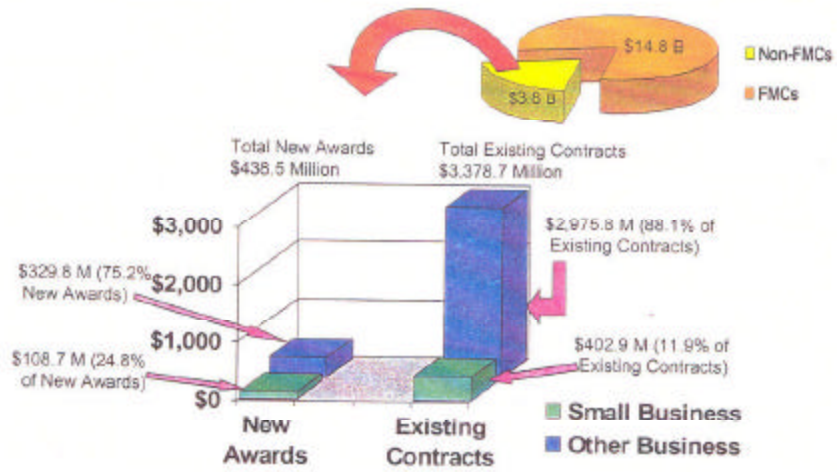 $14.8 B
$3.8 B
Non-FMCs
FMCs
Total New Awards
$438.5 Million
Total Existing Contracts
$3,378.7 Million
$3,000
$2,000
$1,000
$0
$329.8 M (75.2%
New Awards)
$108.7 M (24.8%
of New Awards)
$2,975.8 M (88.1% of
Existing Contracts)
$402.9 M (11.9% of
Existing Contracts)
New
Awards
Existing
Contracts
Small Business
Other Business